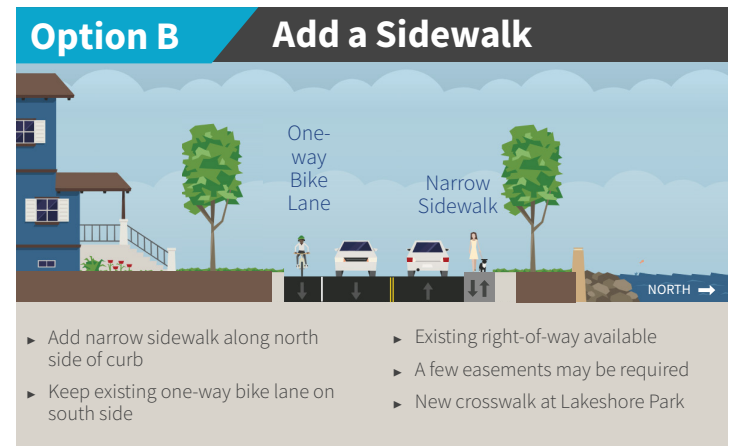 Option B
Add a Sidewalk
One-
way
Bike
Lane
Narrow
Sidewalk
NORTH
► Add narrow sidewalk along north
side of curb
► Keep existing one-way bike lane on
south side
► Existing right-of-way available
► A few easements may be required
► New crosswalk at Lakeshore Park